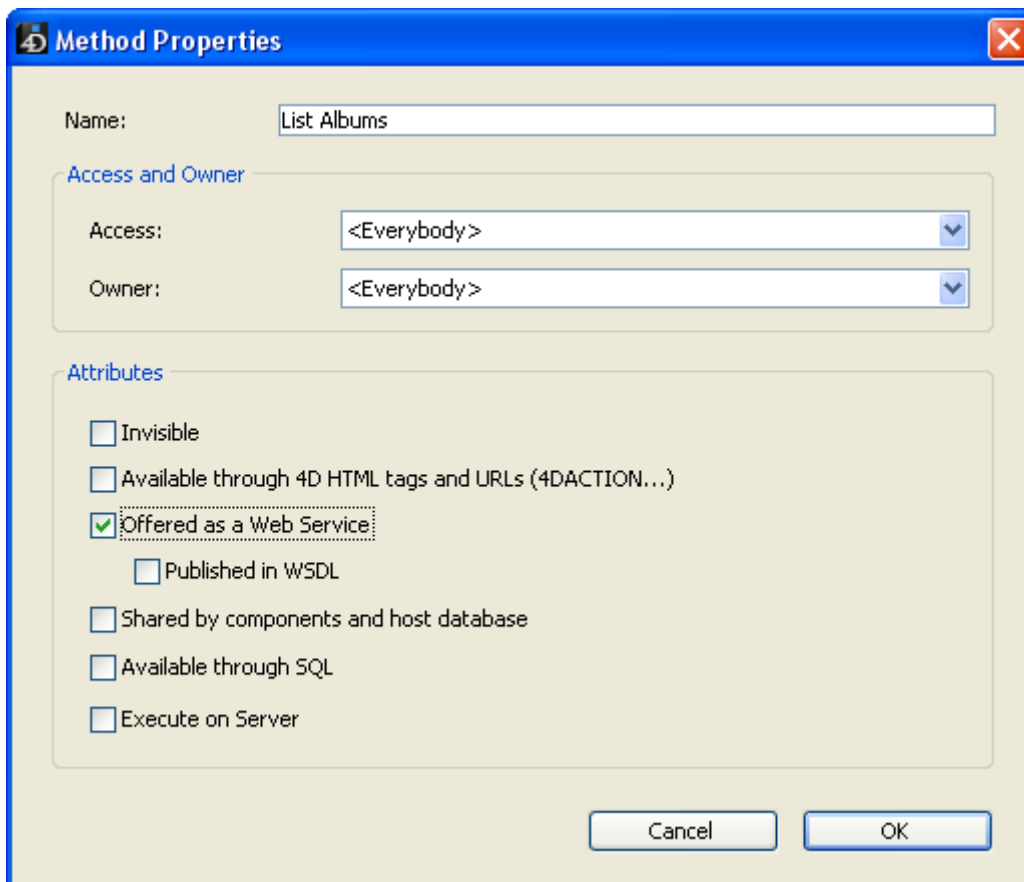 4D Method Properties
Name: List Albums
Access and Owner
Access: <Everybody>
Owner: <Everybody>
Attributes
Invisible
Available through 4D HTML tags and URLs (4DACTION...)
Offered as a Web Service
Published in WSDL
Shared by components and host database
Available through SQL
Execute on Server
Cancel OK